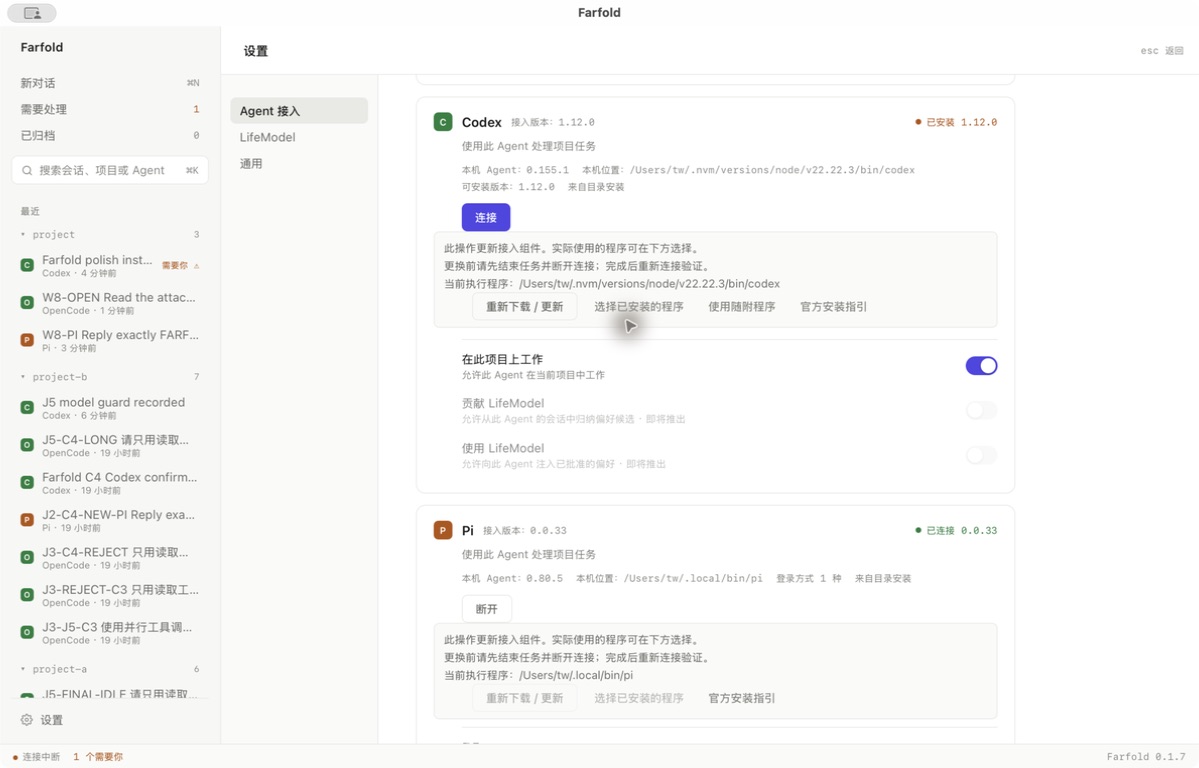 Farfold
Farfold
新对话 ⌘N
需要处理 1
已归档 0
搜索会话、项目或 Agent ⌘K
最近
project 3
Farfold polish inst... 需要你 ⚠
Codex · 4 分钟前
W8-OPEN Read the attac...
OpenCode · 1 分钟前
W8-PI Reply exactly FARF...
Pi · 3 分钟前
project-b 7
J5 model guard recorded
Codex · 6 分钟前
J5-C4-LONG 请只用读取...
OpenCode · 19 小时前
Farfold C4 Codex confirm...
Codex · 19 小时前
J2-C4-NEW-PI Reply exa...
Pi · 19 小时前
J3-C4-REJECT 只用读取...
OpenCode · 19 小时前
J3-REJECT-C3 只用读取工...
OpenCode · 19 小时前
J3-J5-C3 使用并行工具调...
OpenCode · 19 小时前
project-a 6
J5-FINAL-IDLE 请只用读取...
设置
设置 esc 返回
Agent 接入
LifeModel
通用
C Codex 接入版本: 1.12.0 已安装 1.12.0
使用此 Agent 处理项目任务
本机 Agent: 0.155.1 本机位置: /Users/tw/.nvm/versions/node/v22.22.3/bin/codex
可安装版本: 1.12.0 来自目录安装
连接
此操作更新接入组件。实际使用的程序可在下方选择。
更换前请先结束任务并断开连接；完成后重新连接验证。
当前执行程序：/Users/tw/.nvm/versions/node/v22.22.3/bin/codex
重新下载 / 更新 选择已安装的程序 使用随附程序 官方安装指引
在此项目上工作
允许此 Agent 在当前项目中工作
贡献 LifeModel
允许从此 Agent 的会话中归纳偏好候选 · 即将推出
使用 LifeModel
允许向此 Agent 注入已批准的偏好 · 即将推出
P Pi 接入版本: 0.0.33 已连接 0.0.33
使用此 Agent 处理项目任务
本机 Agent: 0.80.5 本机位置: /Users/tw/.local/bin/pi 登录方式 1 种 来自目录安装
断开
此操作更新接入组件。实际使用的程序可在下方选择。
更换前请先结束任务并断开连接；完成后重新连接验证。
当前执行程序：/Users/tw/.local/bin/pi
重新下载 / 更新 选择已安装的程序 官方安装指引
连接中断 1 个需要你 Farfold 0.1.7